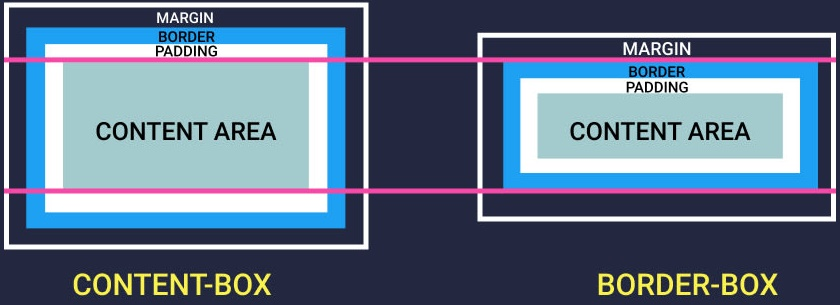 MARGIN
BORDER
PADDING
CONTENT AREA
CONTENT-BOX
MARGIN
BORDER
PADDING
CONTENT AREA
BORDER-BOX